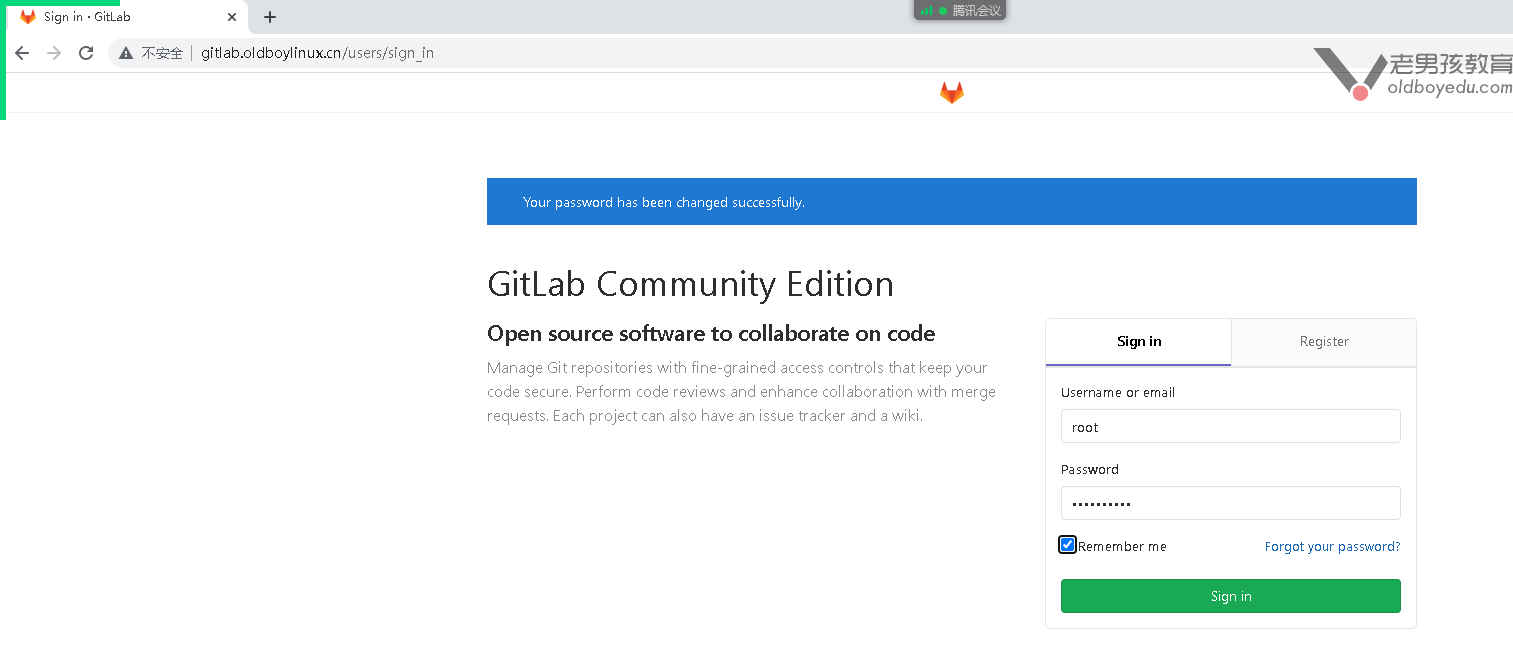 Sign in · GitLab
腾讯会议
不安全 gitlab.oldboylinux.cn/users/sign_in
老男孩教育
oldboyedu.com
Your password has been changed successfully.
GitLab Community Edition
Open source software to collaborate on code
Manage Git repositories with fine-grained access controls that keep your
code secure. Perform code reviews and enhance collaboration with merge
requests. Each project can also have an issue tracker and a wiki.
Sign in
Register
Username or email
root
Password
••••••••••
Remember me
Forgot your password?
Sign in